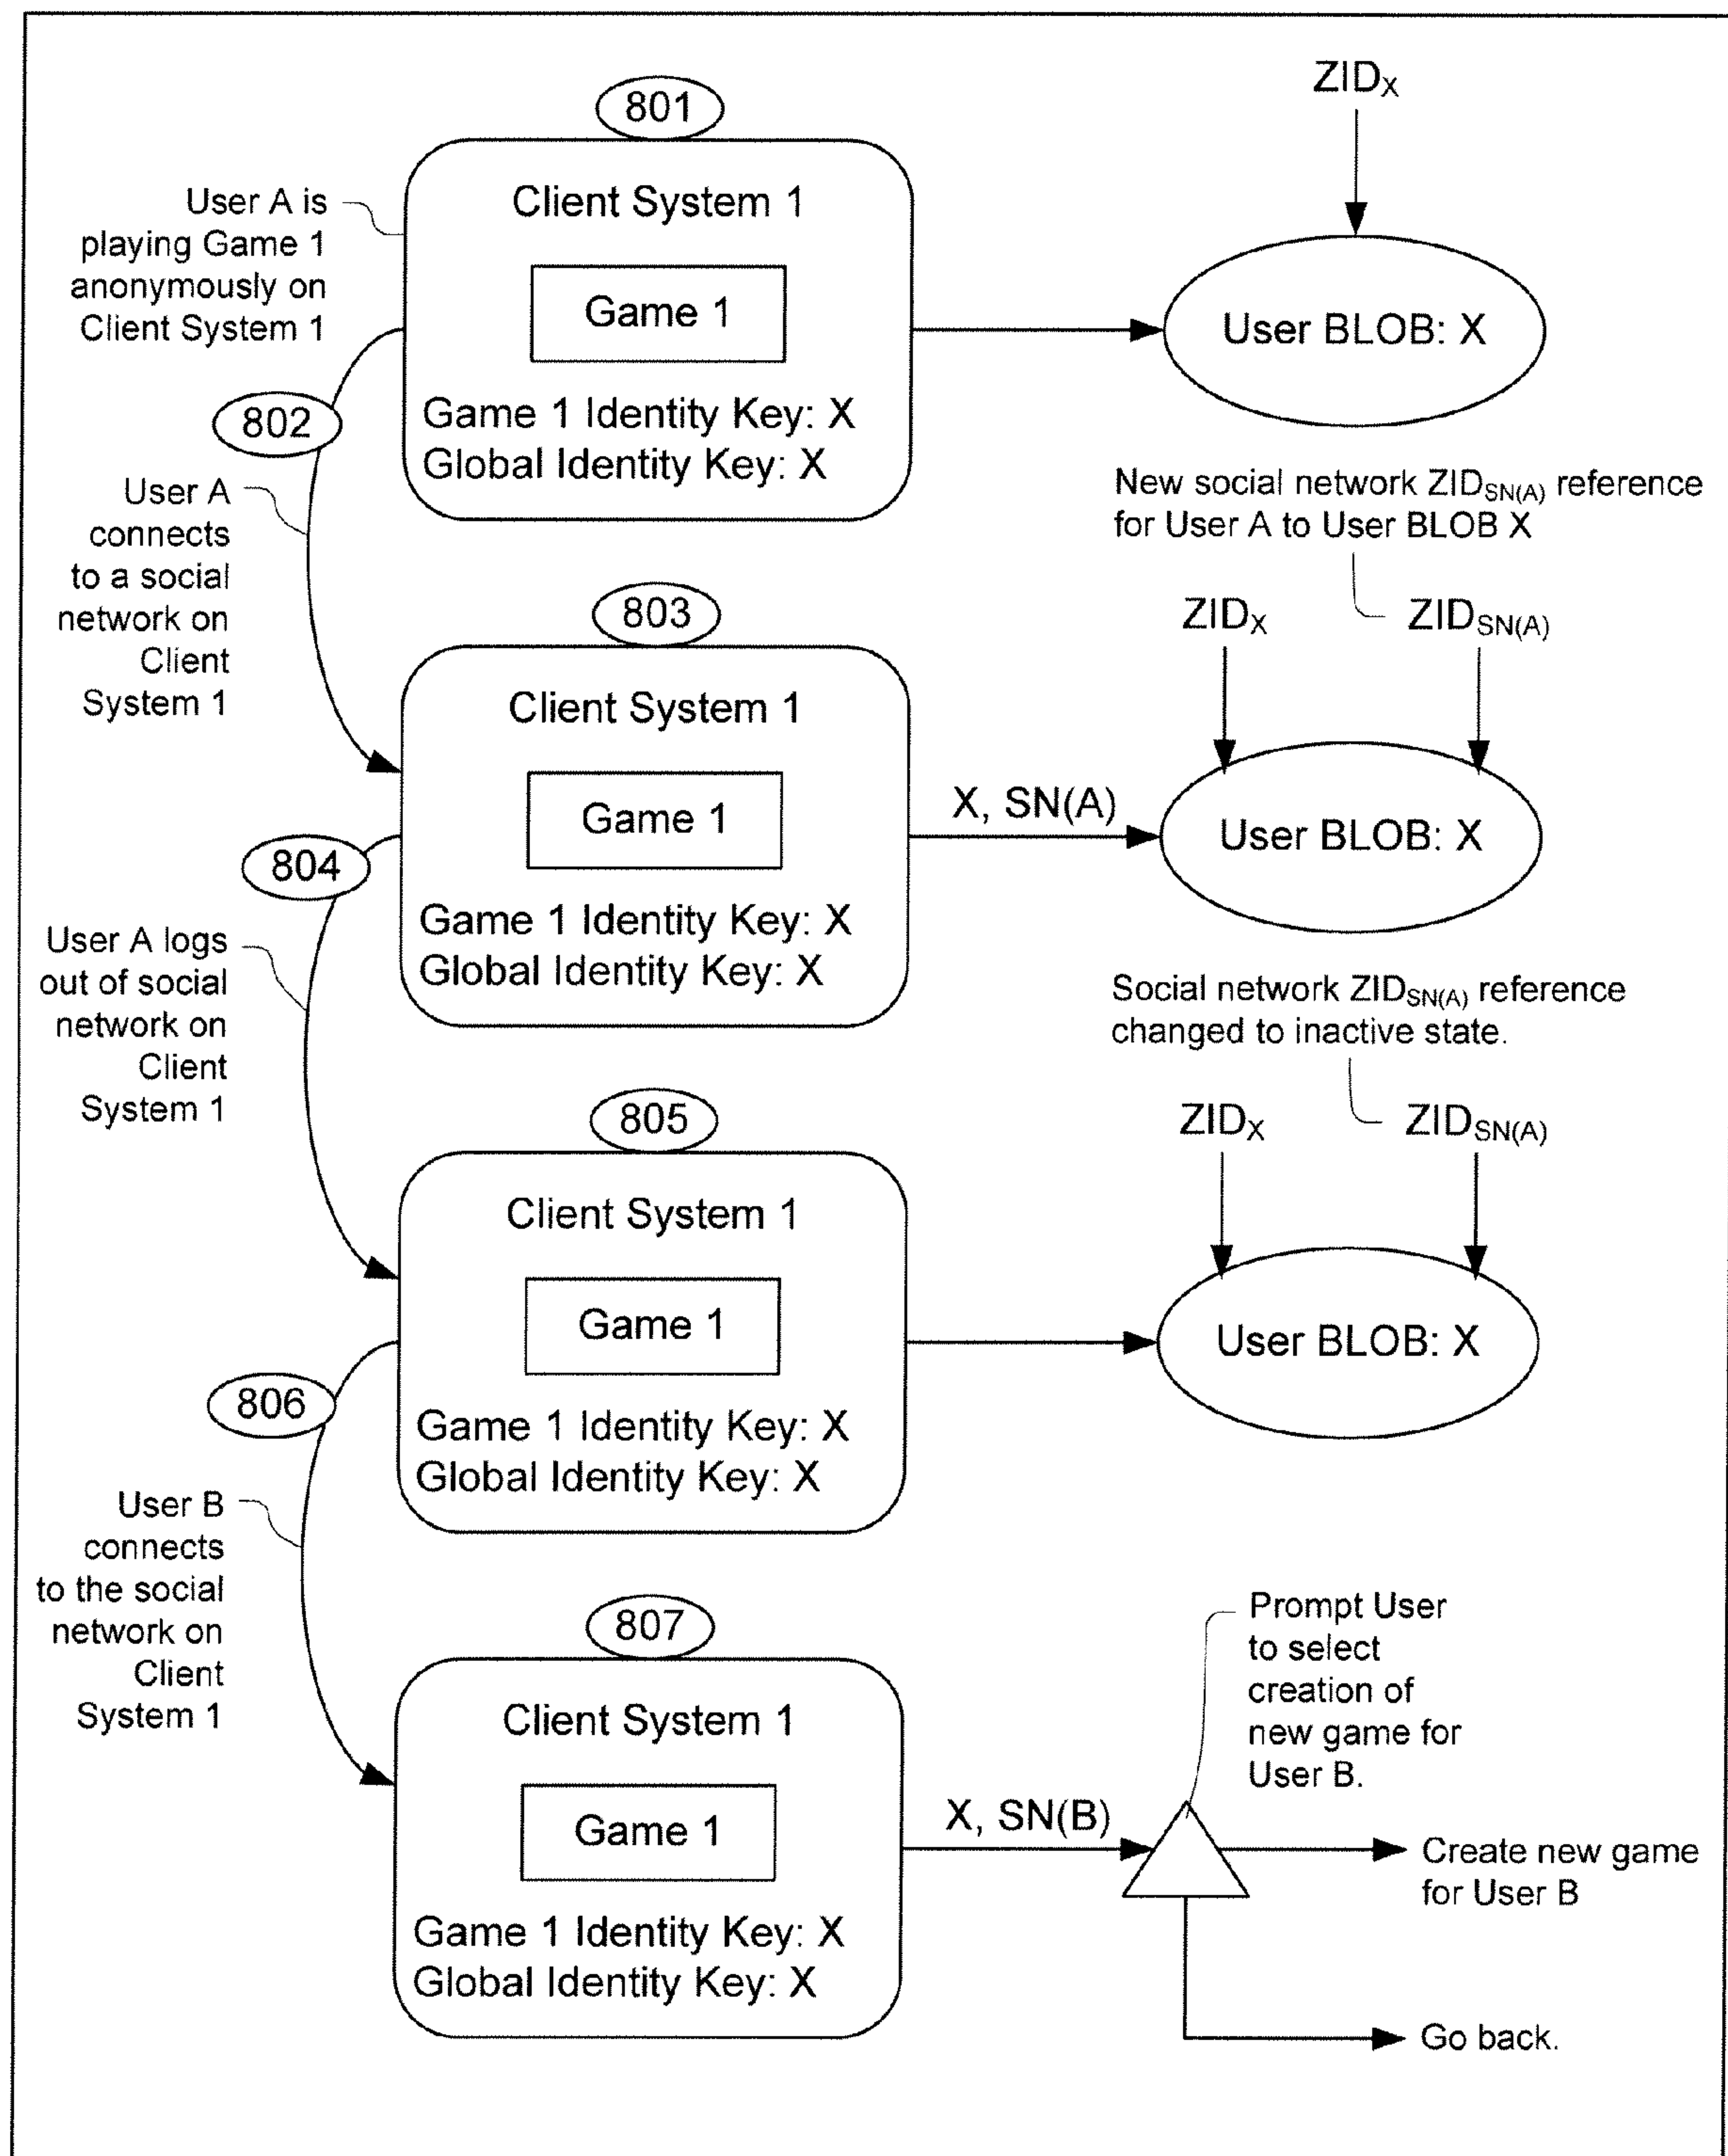 ZIDX
801
User A is
playing Game 1
anonymously on
Client System 1
Client System 1
Game 1
Game 1 Identity Key: X
Global Identity Key: X
User BLOB: X
802
User A
connects
to a social
network on
Client
System 1
New social network ZIDSN(A) reference
for User A to User BLOB X
803
ZIDX
ZIDSN(A)
Client System 1
Game 1
Game 1 Identity Key: X
Global Identity Key: X
X, SN(A)
User BLOB: X
804
User A logs
out of social
network on
Client
System 1
Social network ZIDSN(A) reference
changed to inactive state.
805
ZIDX
ZIDSN(A)
Client System 1
Game 1
Game 1 Identity Key: X
Global Identity Key: X
User BLOB: X
806
User B
connects
to the social
network on
Client
System 1
807
Client System 1
Game 1
Game 1 Identity Key: X
Global Identity Key: X
X, SN(B)
Prompt User
to select
creation of
new game for
User B.
Create new game
for User B
Go back.